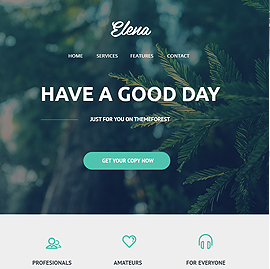 Elena
HOME SERVICES FEATURES CONTACT
HAVE A GOOD DAY
JUST FOR YOU ON THEMEFOREST
GET YOUR COPY NOW
PROFESIONALS AMATEURS FOR EVERYONE